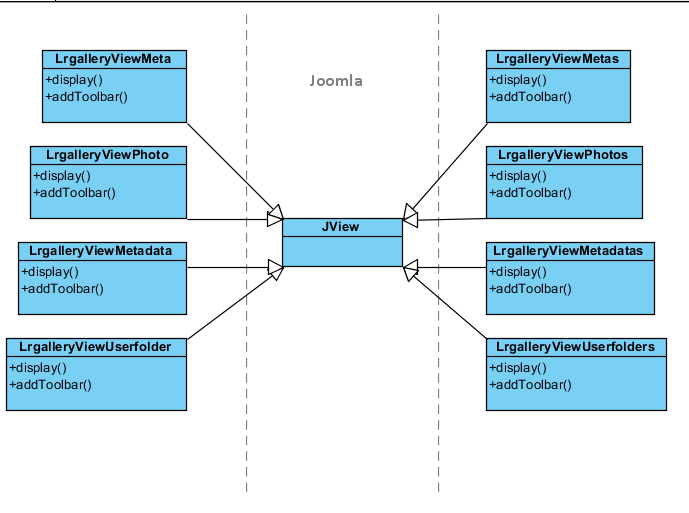 LrgalleryViewMeta
+display()
+addToolbar()
LrgalleryViewPhoto
+display()
+addToolbar()
LrgalleryViewMetadata
+display()
+addToolbar()
LrgalleryViewUserfolder
+display()
+addToolbar()
Joomla
JView
LrgalleryViewMetas
+display()
+addToolbar()
LrgalleryViewPhotos
+display()
+addToolbar()
LrgalleryViewMetadatas
+display()
+addToolbar()
LrgalleryViewUserfolders
+display()
+addToolbar()